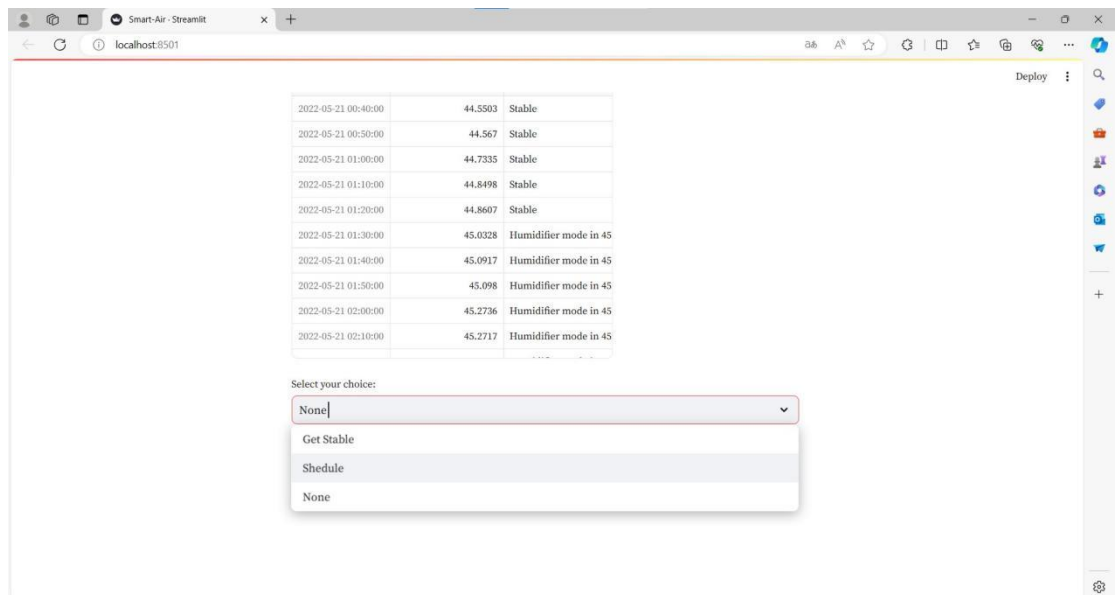 Smart-Air · Streamlit
localhost:8501
Deploy
2022-05-21 00:40:00 44.5503 Stable
2022-05-21 00:50:00 44.567 Stable
2022-05-21 01:00:00 44.7335 Stable
2022-05-21 01:10:00 44.8498 Stable
2022-05-21 01:20:00 44.8607 Stable
2022-05-21 01:30:00 45.0328 Humidifier mode in 45
2022-05-21 01:40:00 45.0917 Humidifier mode in 45
2022-05-21 01:50:00 45.098 Humidifier mode in 45
2022-05-21 02:00:00 45.2736 Humidifier mode in 45
2022-05-21 02:10:00 45.2717 Humidifier mode in 45
Select your choice:
None
Get Stable
Shedule
None